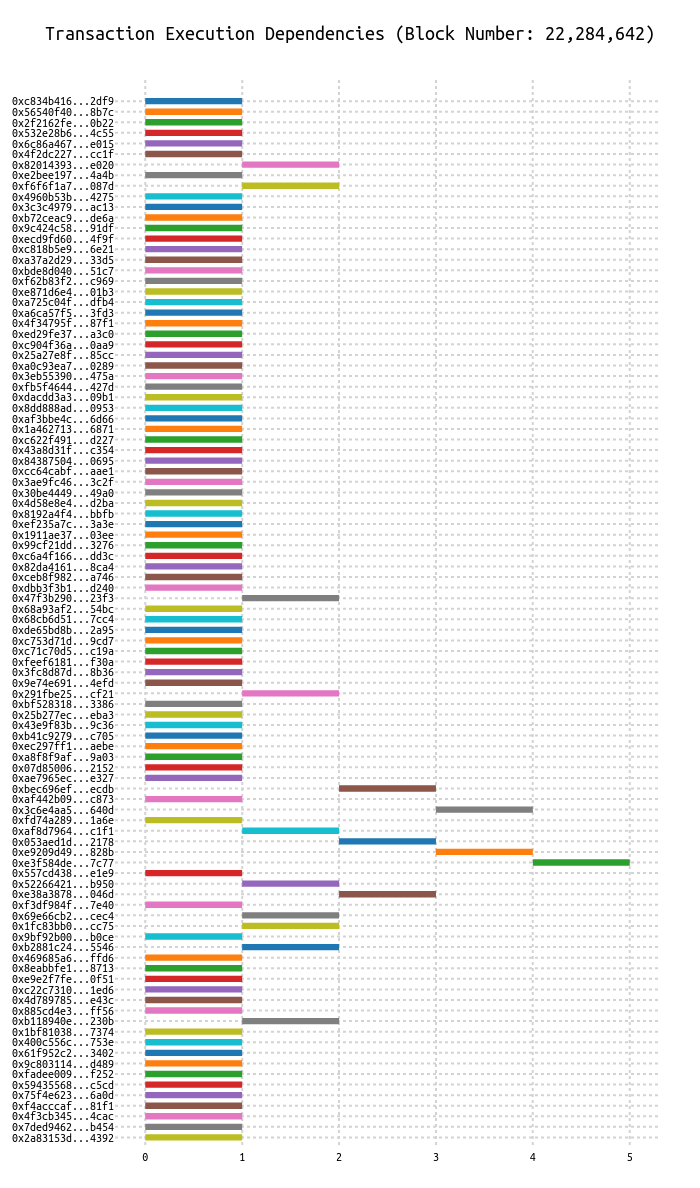 Transaction Execution Dependencies (Block Number: 22,284,642)
0xc834b416...2df9
0x56540f40...8b7c
0x2f2162fe...0b22
0x532e28b6...4c55
0x6c86a467...e015
0x4f2dc227...cc1f
0x82014393...e020
0xe2bee197...4a4b
0xf6f6f1a7...087d
0x4960b53b...4275
0x3c3c4979...ac13
0xb72ceac9...de6a
0x9c424c58...91df
0xecd9fd60...4f9f
0xc818b5e9...6e21
0xa37a2d29...33d5
0xbde8d040...51c7
0xf62b83f2...c969
0xe871d6e4...01b3
0xa725c04f...dfb4
0xa6ca57f5...3fd3
0x4f34795f...87f1
0xed29fe37...a3c0
0xc904f36a...0aa9
0x25a27e8f...85cc
0xa0c93ea7...0289
0x3eb55390...475a
0xfb5f4644...427d
0xdacdd3a3...09b1
0x8dd888ad...0953
0xaf3bbe4c...6d66
0x1a462713...6871
0xc622f491...d227
0x43a8d31f...c354
0x84387504...0695
0xcc64cabf...aae1
0x3ae9fc46...3c2f
0x30be4449...49a0
0x4d58e8e4...d2ba
0x8192a4f4...bbfb
0xef235a7c...3a3e
0x1911ae37...03ee
0x99cf21dd...3276
0xc6a4f166...dd3c
0x82da4161...8ca4
0xceb8f982...a746
0xdbb3f3b1...d240
0x47f3b290...23f3
0x68a93af2...54bc
0x68cb6d51...7cc4
0xde65bd8b...2a95
0xc753d71d...9cd7
0xc71c70d5...c19a
0xfeef6181...f30a
0x3fc8d87d...8b36
0x9e74e691...4efd
0x291fbe25...cf21
0xbf528318...3386
0x25b277ec...eba3
0x43e9f83b...9c36
0xb41c9279...c705
0xec297ff1...aebe
0xa8f8f9af...9a03
0x07d85006...2152
0xae7965ec...e327
0xbec696ef...ecdb
0xaf442b09...c873
0x3c6e4aa5...640d
0xfd74a289...1a6e
0xaf8d7964...c1f1
0x053aed1d...2178
0xe9209d49...828b
0xe3f584de...7c77
0x557cd438...e1e9
0x52266421...b950
0xe38a3878...046d
0xf3df984f...7e40
0x69e66cb2...cec4
0x1fc83bb0...cc75
0x9bf92b00...b0ce
0xb2881c24...5546
0x469685a6...ffd6
0x8eabbfe1...8713
0xe9e2f7fe...0f51
0xc22c7310...1ed6
0x4d789785...e43c
0x885cd4e3...ff56
0xb118940e...230b
0x1bf81038...7374
0x400c556c...753e
0x61f952c2...3402
0x9c803114...d489
0xfadee009...f252
0x59435568...c5cd
0x75f4e623...6a0d
0xf4acccaf...81f1
0x4f3cb345...4cac
0x7ded9462...b454
0x2a83153d...4392
0 1 2 3 4 5